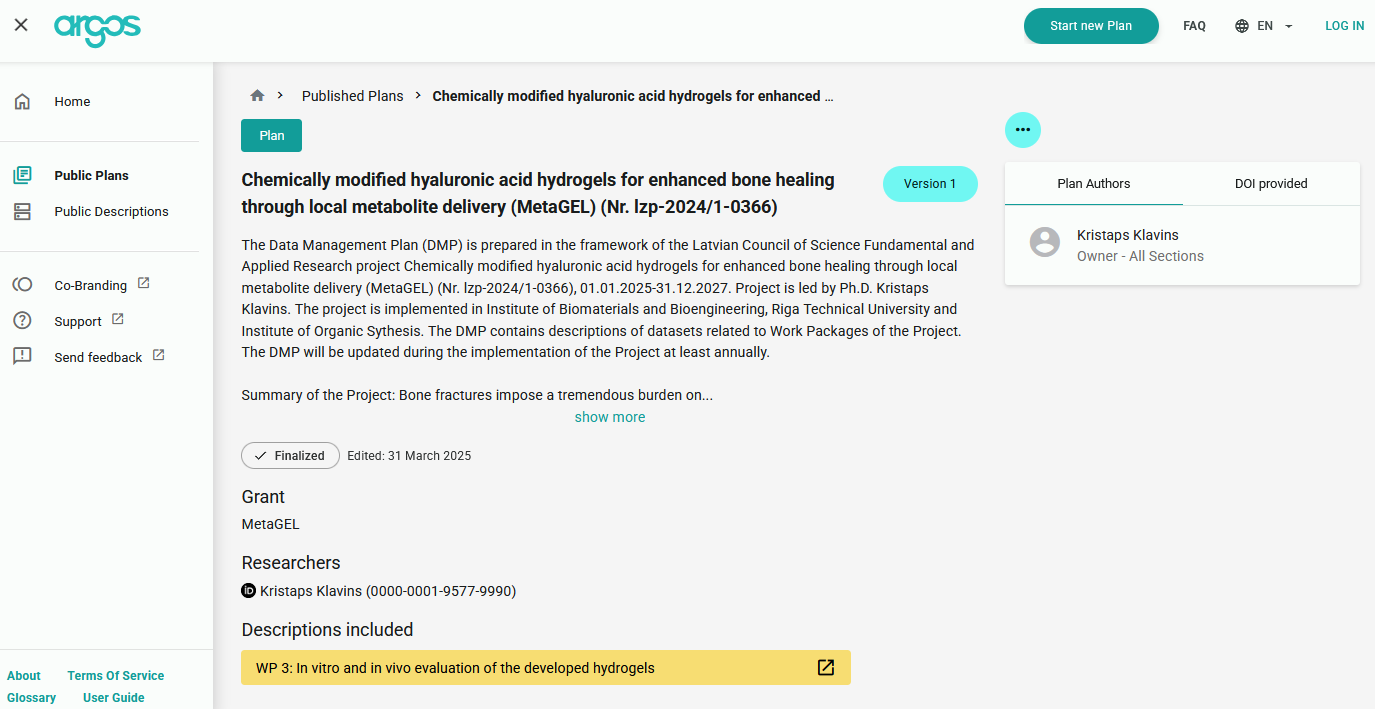 argos
Start new Plan
FAQ
EN
LOG IN
Home
Public Plans
Public Descriptions
Co-Branding
Support
Send feedback
About
Terms Of Service
Glossary
User Guide
Published Plans
Chemically modified hyaluronic acid hydrogels for enhanced ...
Plan
Chemically modified hyaluronic acid hydrogels for enhanced bone healing
through local metabolite delivery (MetaGEL) (Nr. lzp-2024/1-0366)
Version 1
The Data Management Plan (DMP) is prepared in the framework of the Latvian Council of Science Fundamental and
Applied Research project Chemically modified hyaluronic acid hydrogels for enhanced bone healing through local
metabolite delivery (MetaGEL) (Nr. lzp-2024/1-0366), 01.01.2025-31.12.2027. Project is led by Ph.D. Kristaps
Klavins. The project is implemented in Institute of Biomaterials and Bioengineering, Riga Technical University and
Institute of Organic Sythesis. The DMP contains descriptions of datasets related to Work Packages of the Project.
The DMP will be updated during the implementation of the Project at least annually.
Summary of the Project: Bone fractures impose a tremendous burden on...
show more
Finalized
Edited: 31 March 2025
Grant
MetaGEL
Researchers
iD Kristaps Klavins (0000-0001-9577-9990)
Descriptions included
WP 3: In vitro and in vivo evaluation of the developed hydrogels
Plan Authors
DOI provided
Kristaps Klavins
Owner - All Sections